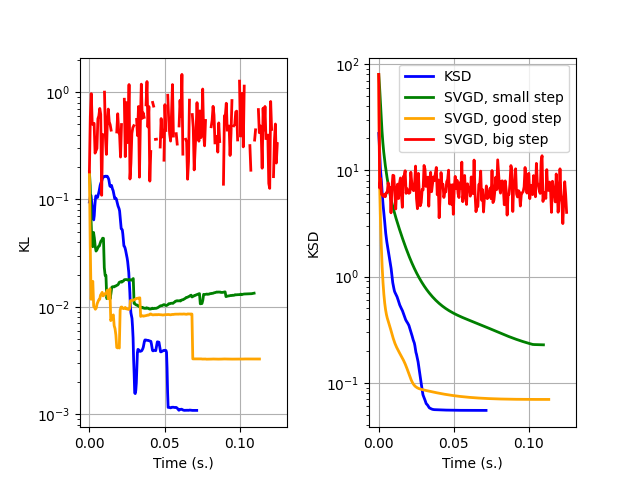 KL
10⁰
10⁻¹
10⁻²
10⁻³
0.00 0.05 0.10
Time (s.)
KSD
10²
10¹
10⁰
10⁻¹
0.00 0.05 0.10
Time (s.)
KSD
SVGD, small step
SVGD, good step
SVGD, big step